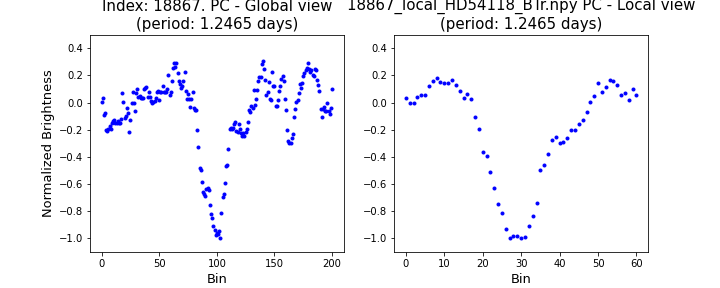 Index: 18867. PC - Global view
(period: 1.2465 days)
18867_local_HD54118_BTr.npy PC - Local view
(period: 1.2465 days)
Normalized Brightness
0.4
0.2
0.0
−0.2
−0.4
−0.6
−0.8
−1.0
0 50 100 150 200
Bin
0.4
0.2
0.0
−0.2
−0.4
−0.6
−0.8
−1.0
0 10 20 30 40 50 60
Bin